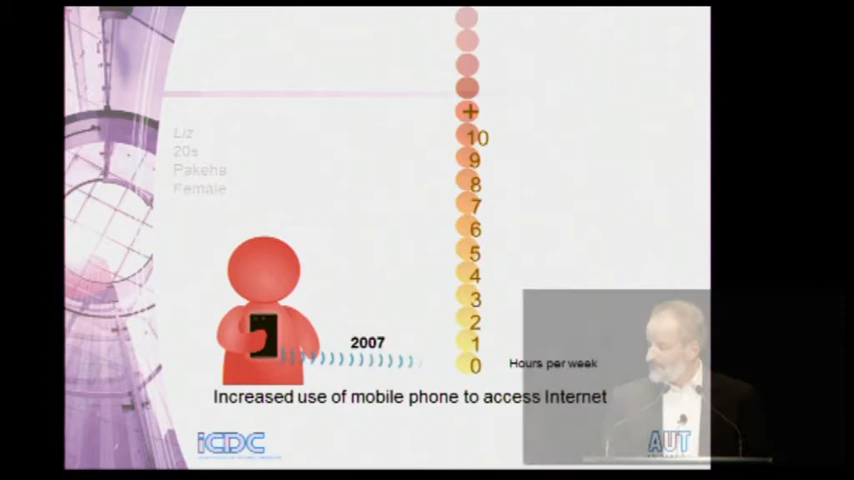 Liz
20s
Pakeha
Female
+
10
9
8
7
6
5
4
3
2
1
0
2007
Hours per week
Increased use of mobile phone to access Internet
iCDC
AUT